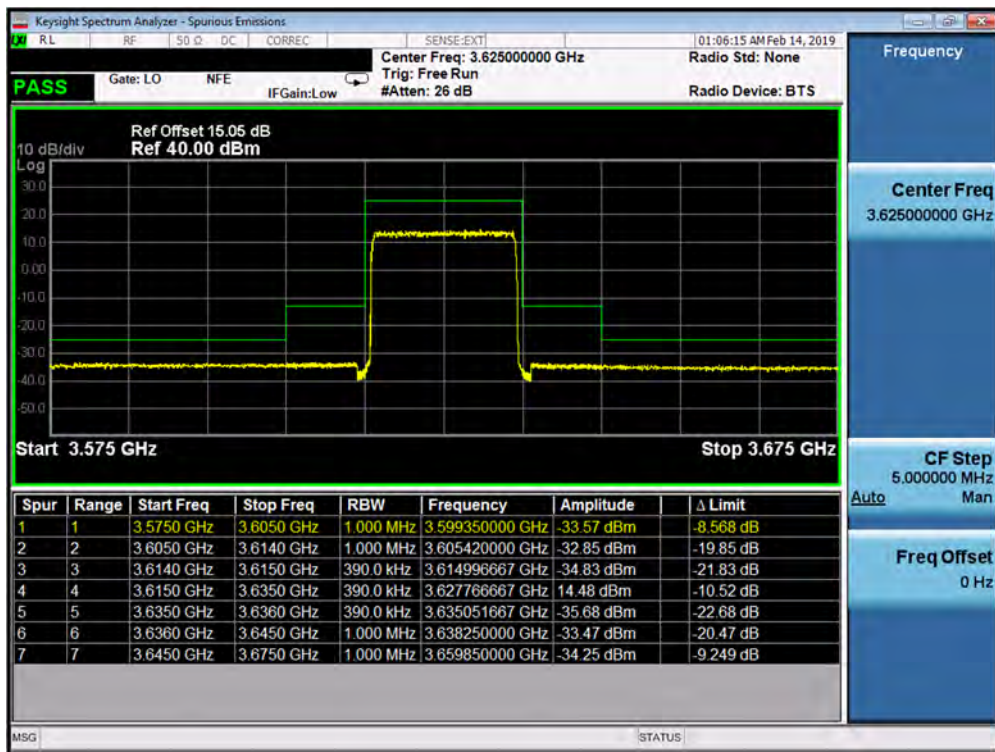 Keysight Spectrum Analyzer - Spurious Emissions
LXI RL RF 50 Ω DC CORREC SENSE:EXT 01:06:15 AM Feb 14, 2019
Center Freq: 3.625000000 GHz Radio Std: None
PASS Gate: LO NFE Trig: Free Run
IFGain:Low #Atten: 26 dB Radio Device: BTS
Ref Offset 15.05 dB
10 dB/div Ref 40.00 dBm
Log
30.0
20.0
10.0
0.00
-10.0
-20.0
-30.0
-40.0
-50.0
Start 3.575 GHz Stop 3.675 GHz
Spur Range Start Freq Stop Freq RBW Frequency Amplitude Δ Limit
1 1 3.5750 GHz 3.6050 GHz 1.000 MHz 3.599350000 GHz -33.57 dBm -8.568 dB
2 2 3.6050 GHz 3.6140 GHz 1.000 MHz 3.605420000 GHz -32.85 dBm -19.85 dB
3 3 3.6140 GHz 3.6150 GHz 390.0 kHz 3.614996667 GHz -34.83 dBm -21.83 dB
4 4 3.6150 GHz 3.6350 GHz 390.0 kHz 3.627766667 GHz 14.48 dBm -10.52 dB
5 5 3.6350 GHz 3.6360 GHz 390.0 kHz 3.635051667 GHz -35.68 dBm -22.68 dB
6 6 3.6360 GHz 3.6450 GHz 1.000 MHz 3.638250000 GHz -33.47 dBm -20.47 dB
7 7 3.6450 GHz 3.6750 GHz 1.000 MHz 3.659850000 GHz -34.25 dBm -9.249 dB
MSG STATUS
Frequency
Center Freq
3.625000000 GHz
CF Step
5.000000 MHz
Auto Man
Freq Offset
0 Hz